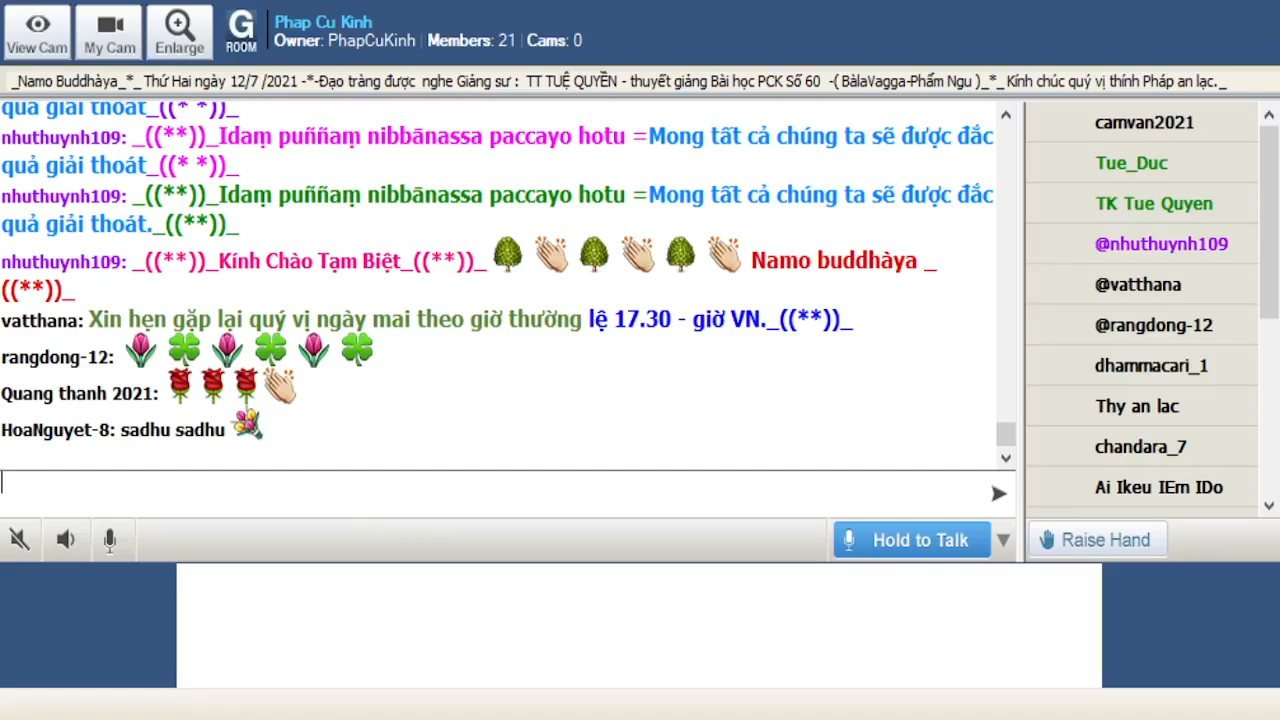 View Cam
My Cam
Enlarge
G
ROOM
Phap Cu Kinh
Owner: PhapCuKinh | Members: 21 | Cams: 0
_Namo Buddhàya_*_ Thứ Hai ngày 12/7 /2021 -*-Đạo tràng được nghe Giảng sư : TT TUỆ QUYỀN - thuyết giảng Bài học PCK Số 60 -( BàlaVagga-Phẩm Ngu )_*_ Kính chúc quý vị thính Pháp an lạc._
quả giải thoát_((* *))_
nhuthuynh109: _((**))_Idaṃ puññaṃ nibbānassa paccayo hotu =Mong tất cả chúng ta sẽ được đắc
quả giải thoát_((* *))_
nhuthuynh109: _((**))_Idaṃ puññaṃ nibbānassa paccayo hotu =Mong tất cả chúng ta sẽ được đắc
quả giải thoát._((**))_
nhuthuynh109: _((**))_Kính Chào Tạm Biệt_((**))_ Namo buddhàya _
((**))_
vatthana: Xin hẹn gặp lại quý vị ngày mai theo giờ thường lệ 17.30 - giờ VN._((**))_
rangdong-12:
Quang thanh 2021:
HoaNguyet-8: sadhu sadhu
camvan2021
Tue_Duc
TK Tue Quyen
@nhuthuynh109
@vatthana
@rangdong-12
dhammacari_1
Thy an lac
chandara_7
Ai Ikeu IEm IDo
Hold to Talk
Raise Hand